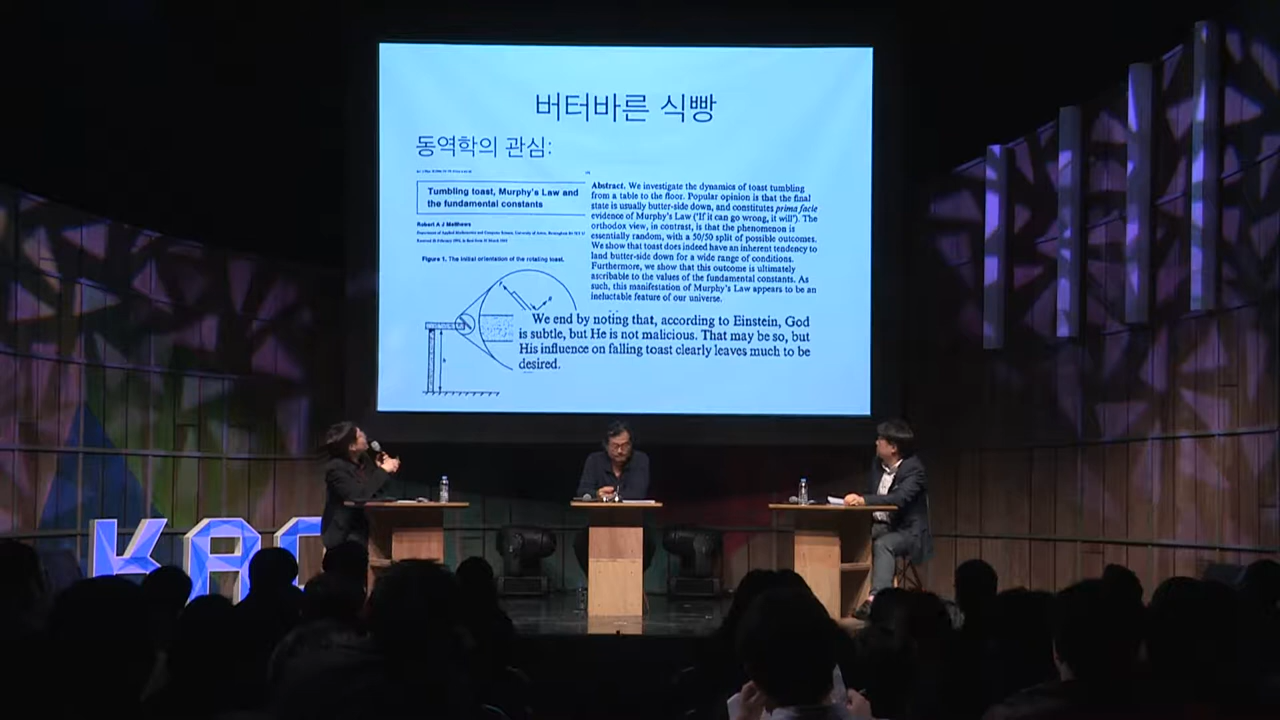 버터바른 식빵
동역학의 관심:
Tumbling toast, Murphy's Law and
the fundamental constants
Robert A J Matthews
Figure 1. The initial orientation of the rotating toast.
Abstract. We investigate the dynamics of toast tumbling
from a table to the floor. Popular opinion is that the final
state is usually butter-side down, and constitutes prima facie
evidence of Murphy's Law ('If it can go wrong, it will'). The
orthodox view, in contrast, is that the phenomenon is
essentially random, with a 50/50 split of possible outcomes.
We show that toast does indeed have an inherent tendency to
land butter-side down for a wide range of conditions.
Furthermore, we show that this outcome is ultimately
ascribable to the values of the fundamental constants. As
such, this manifestation of Murphy's Law appears to be an
ineluctable feature of our universe.
We end by noting that, according to Einstein, God
is subtle, but He is not malicious. That may be so, but
His influence on falling toast clearly leaves much to be
desired.
KAO